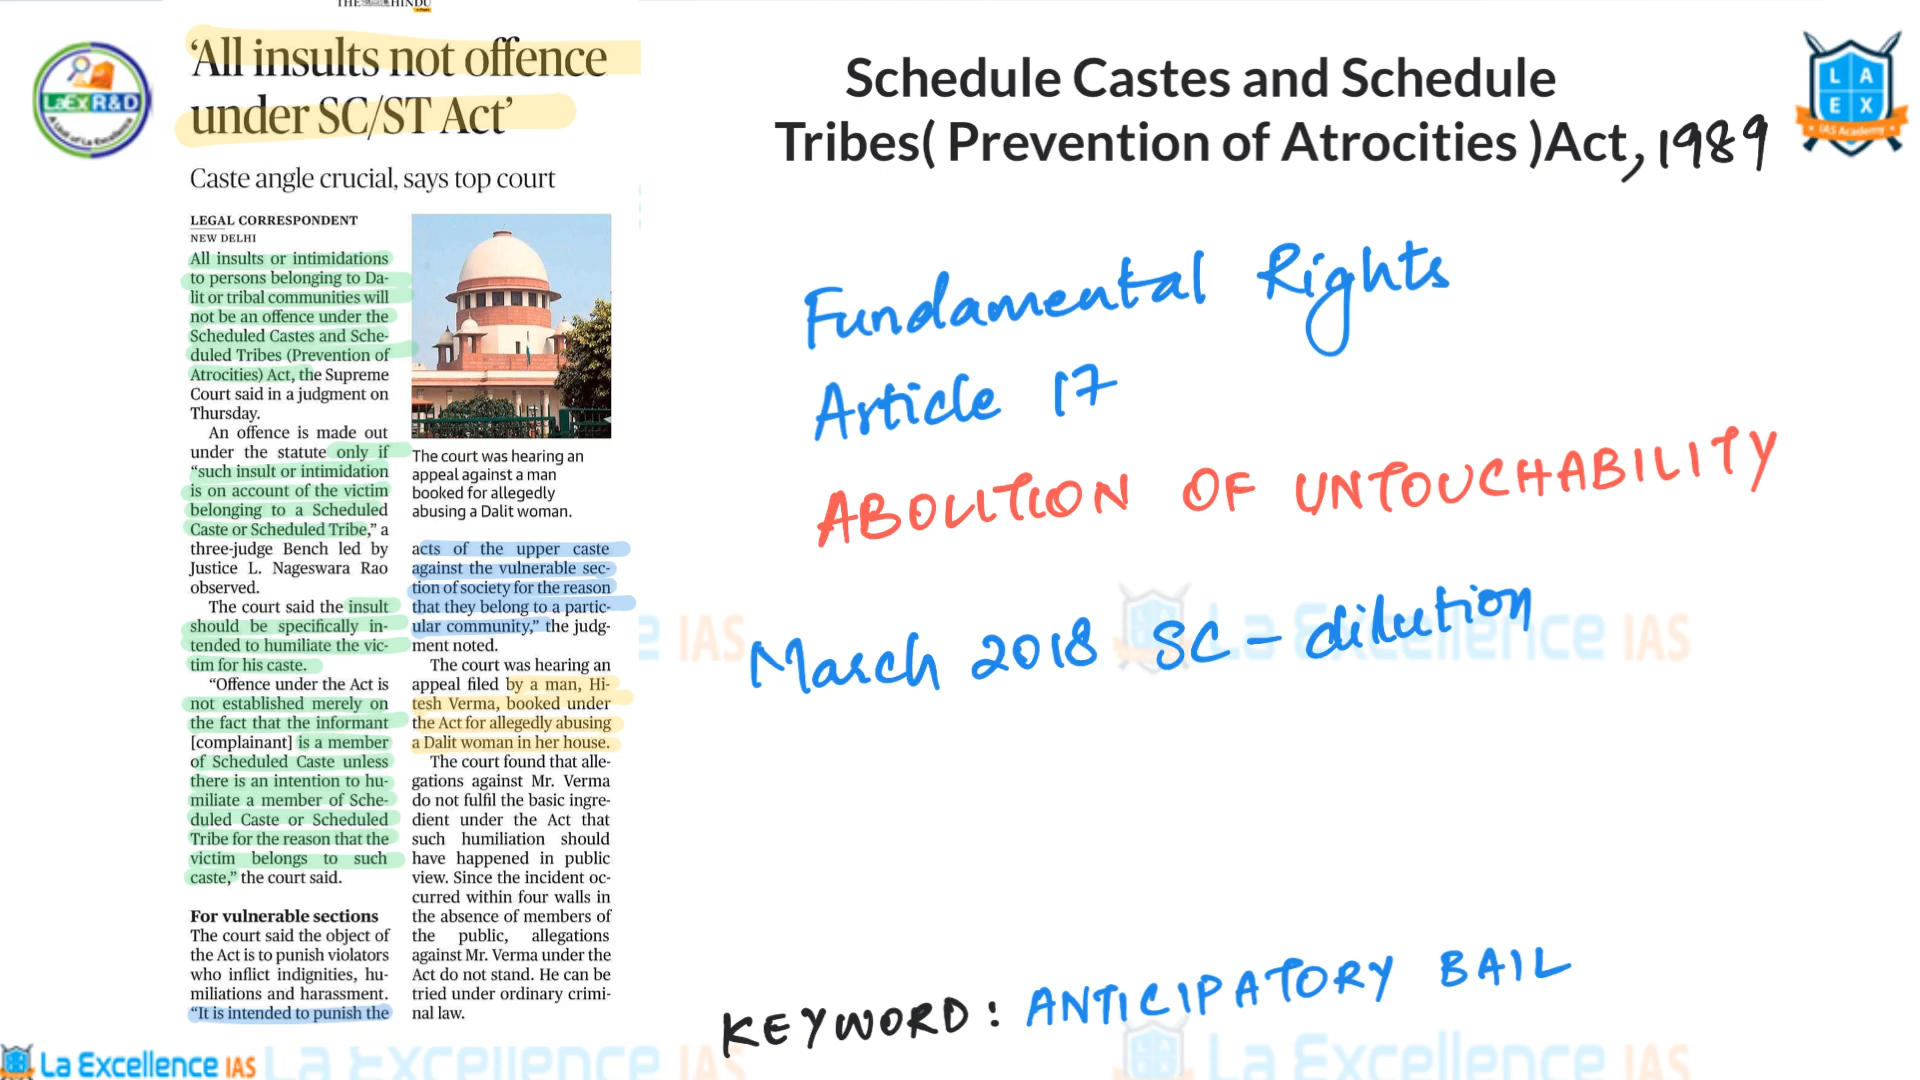 THE HINDU
'All insults not offence
under SC/ST Act'
Caste angle crucial, says top court
LEGAL CORRESPONDENT
NEW DELHI
All insults or intimidations
to persons belonging to Da-
lit or tribal communities will
not be an offence under the
Scheduled Castes and Sche-
duled Tribes (Prevention of
Atrocities) Act, the Supreme
Court said in a judgment on
Thursday.
An offence is made out
under the statute only if
“such insult or intimidation
is on account of the victim
belonging to a Scheduled
Caste or Scheduled Tribe,” a
three-judge Bench led by
Justice L. Nageswara Rao
observed.
The court said the insult
should be specifically in-
tended to humiliate the vic-
tim for his caste.
“Offence under the Act is
not established merely on
the fact that the informant
[complainant] is a member
of Scheduled Caste unless
there is an intention to hu-
miliate a member of Sche-
duled Caste or Scheduled
Tribe for the reason that the
victim belongs to such
caste,” the court said.
For vulnerable sections
The court said the object of
the Act is to punish violators
who inflict indignities, hu-
miliations and harassment.
“It is intended to punish the
The court was hearing an
appeal against a man
booked for allegedly
abusing a Dalit woman.
acts of the upper caste
against the vulnerable sec-
tion of society for the reason
that they belong to a partic-
ular community,” the judg-
ment noted.
The court was hearing an
appeal filed by a man, Hi-
tesh Verma, booked under
the Act for allegedly abusing
a Dalit woman in her house.
The court found that alle-
gations against Mr. Verma
do not fulfil the basic ingre-
dient under the Act that
such humiliation should
have happened in public
view. Since the incident oc-
curred within four walls in
the absence of members of
the public, allegations
against Mr. Verma under the
Act do not stand. He can be
tried under ordinary crimi-
nal law.
LaEx R&D
A Unit of La Excellence
Schedule Castes and Schedule
Tribes( Prevention of Atrocities )Act, 1989
L A
E X
IAS Academy
Fundamental Rights
Article 17
ABOLITION OF UNTOUCHABILITY
March 2018 SC - dilution
KEYWORD : ANTICIPATORY BAIL
e IAS
La Excellence IAS
La Excellence IAS
La Excellence IAS
La Excellence IAS